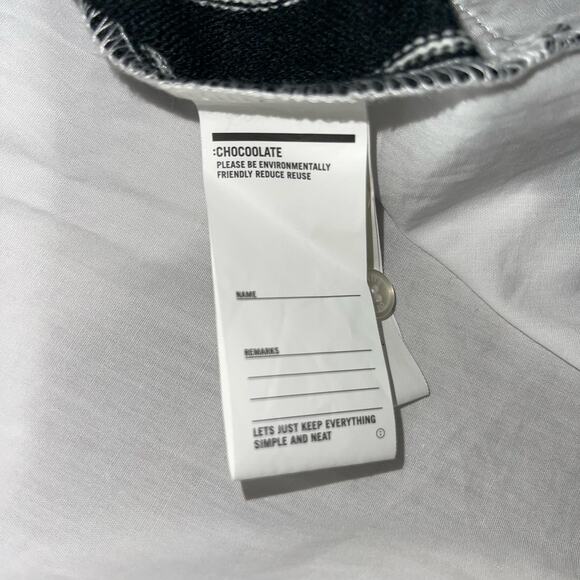 :CHOCOOLATE
PLEASE BE ENVIRONMENTALLY
FRIENDLY REDUCE REUSE
NAME
REMARKS
LETS JUST KEEP EVERYTHING
SIMPLE AND NEAT